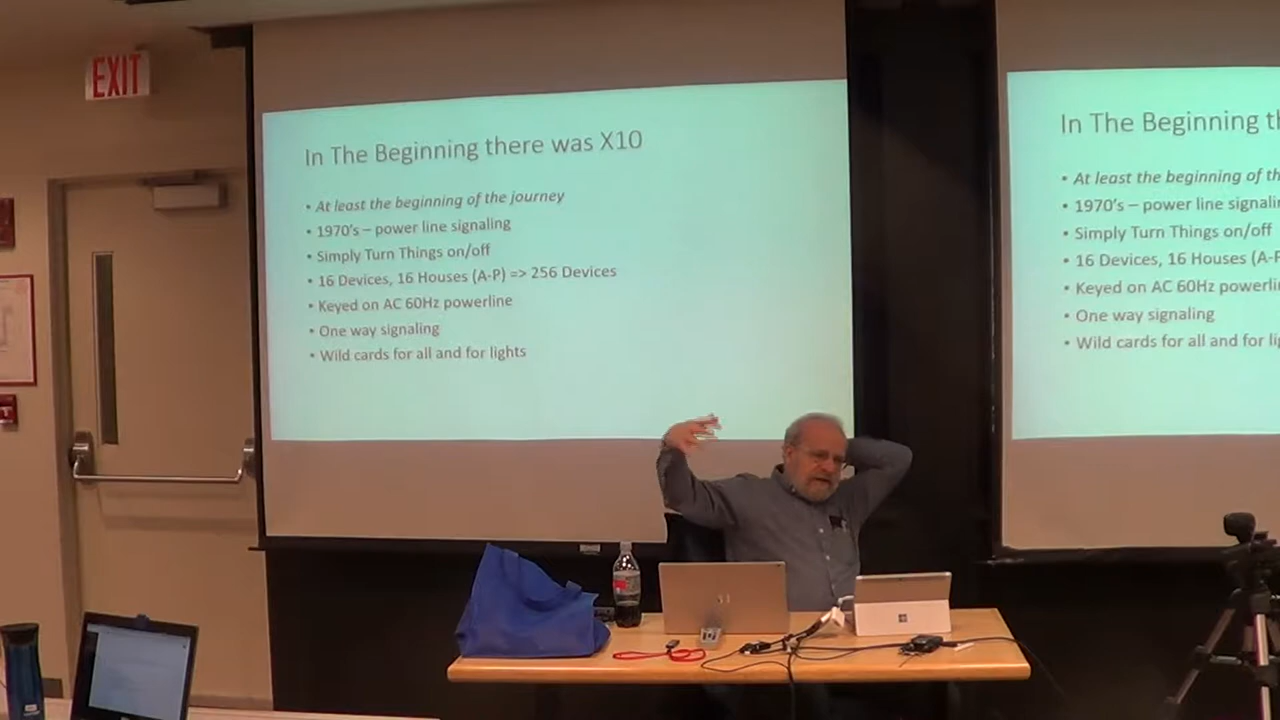 EXIT
In The Beginning there was X10
• At least the beginning of the journey
• 1970's – power line signaling
• Simply Turn Things on/off
• 16 Devices, 16 Houses (A-P) => 256 Devices
• Keyed on AC 60Hz powerline
• One way signaling
• Wild cards for all and for lights
In The Beginning th
• At least the beginning of th
• 1970's – power line signalin
• Simply Turn Things on/off
• 16 Devices, 16 Houses (A-P
• Keyed on AC 60Hz powerli
• One way signaling
• Wild cards for all and for lig